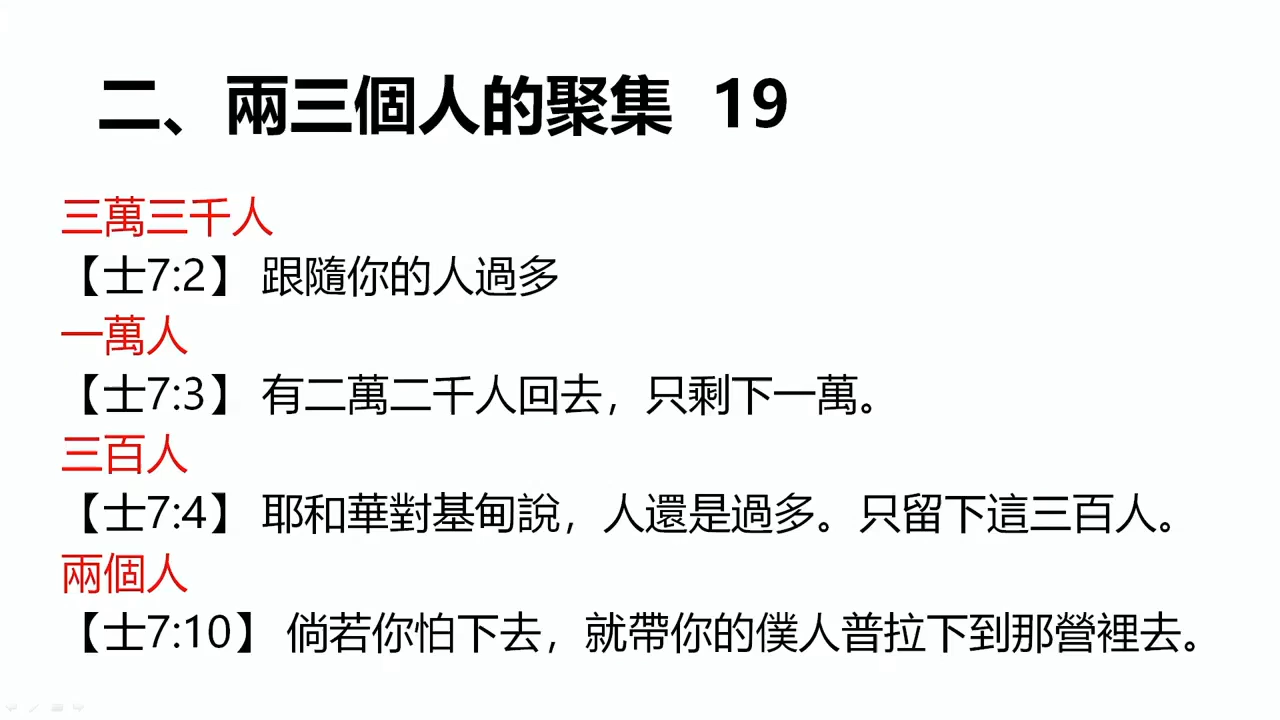 二、兩三個人的聚集 19
三萬三千人
【士7:2】 跟隨你的人過多
一萬人
【士7:3】 有二萬二千人回去，只剩下一萬。
三百人
【士7:4】 耶和華對基甸說，人還是過多。只留下這三百人。
兩個人
【士7:10】 倘若你怕下去，就帶你的僕人普拉下到那營裡去。